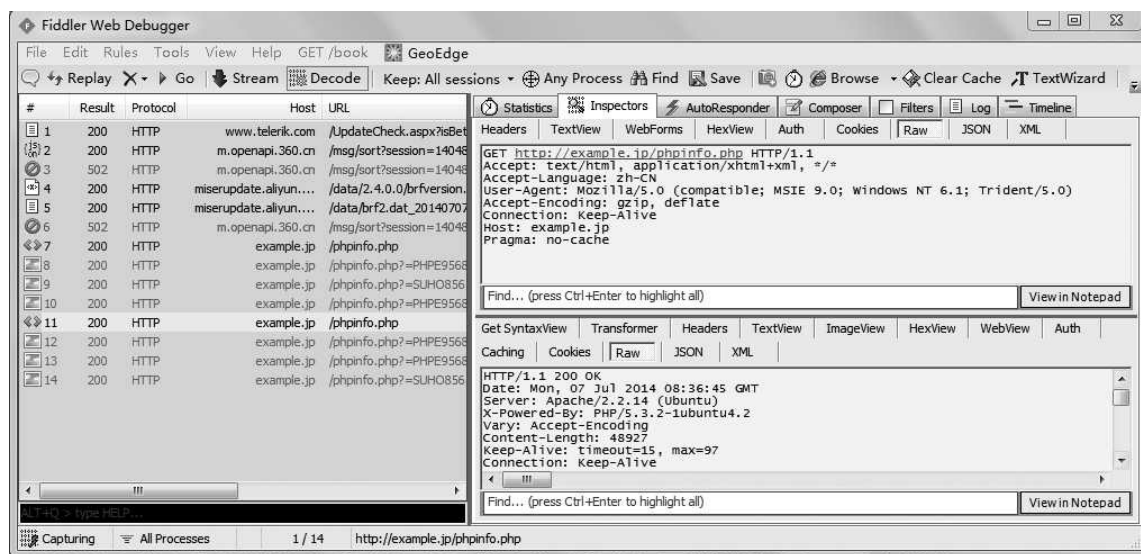 Fiddler Web Debugger
File Edit Rules Tools View Help GET /book GeoEdge
Replay Go Stream Decode Keep: All sessions Any Process Find Save Browse Clear Cache TextWizard
# Result Protocol Host URL
1 200 HTTP www.telerik.com /UpdateCheck.aspx?isBet
2 200 HTTP m.openapi.360.cn /msg/sort?session=14048
3 502 HTTP m.openapi.360.cn /msg/sort?session=14048
4 200 HTTP miserupdate.aliyun.... /data/2.4.0.0/brfversion.
5 200 HTTP miserupdate.aliyun.... /data/brf2.dat_20140707
6 502 HTTP m.openapi.360.cn /msg/sort?session=14048
7 200 HTTP example.jp /phpinfo.php
8 200 HTTP example.jp /phpinfo.php?=PHPE9568
9 200 HTTP example.jp /phpinfo.php?=SUHO856
10 200 HTTP example.jp /phpinfo.php?=PHPE9568
11 200 HTTP example.jp /phpinfo.php
12 200 HTTP example.jp /phpinfo.php?=PHPE9568
13 200 HTTP example.jp /phpinfo.php?=PHPE9568
14 200 HTTP example.jp /phpinfo.php?=SUHO856
ALT+Q > type HELP...
Statistics Inspectors AutoResponder Composer Filters Log Timeline
Headers TextView WebForms HexView Auth Cookies Raw JSON XML
GET http://example.jp/phpinfo.php HTTP/1.1
Accept: text/html, application/xhtml+xml, */*
Accept-Language: zh-CN
User-Agent: Mozilla/5.0 (compatible; MSIE 9.0; Windows NT 6.1; Trident/5.0)
Accept-Encoding: gzip, deflate
Connection: Keep-Alive
Host: example.jp
Pragma: no-cache
Find... (press Ctrl+Enter to highlight all) View in Notepad
Get SyntaxView Transformer Headers TextView ImageView HexView WebView Auth
Caching Cookies Raw JSON XML
HTTP/1.1 200 OK
Date: Mon, 07 Jul 2014 08:36:45 GMT
Server: Apache/2.2.14 (Ubuntu)
X-Powered-By: PHP/5.3.2-1ubuntu4.2
Vary: Accept-Encoding
Content-Length: 48927
Keep-Alive: timeout=15, max=97
Connection: Keep-Alive
Find... (press Ctrl+Enter to highlight all) View in Notepad
Capturing All Processes 1 / 14 http://example.jp/phpinfo.php